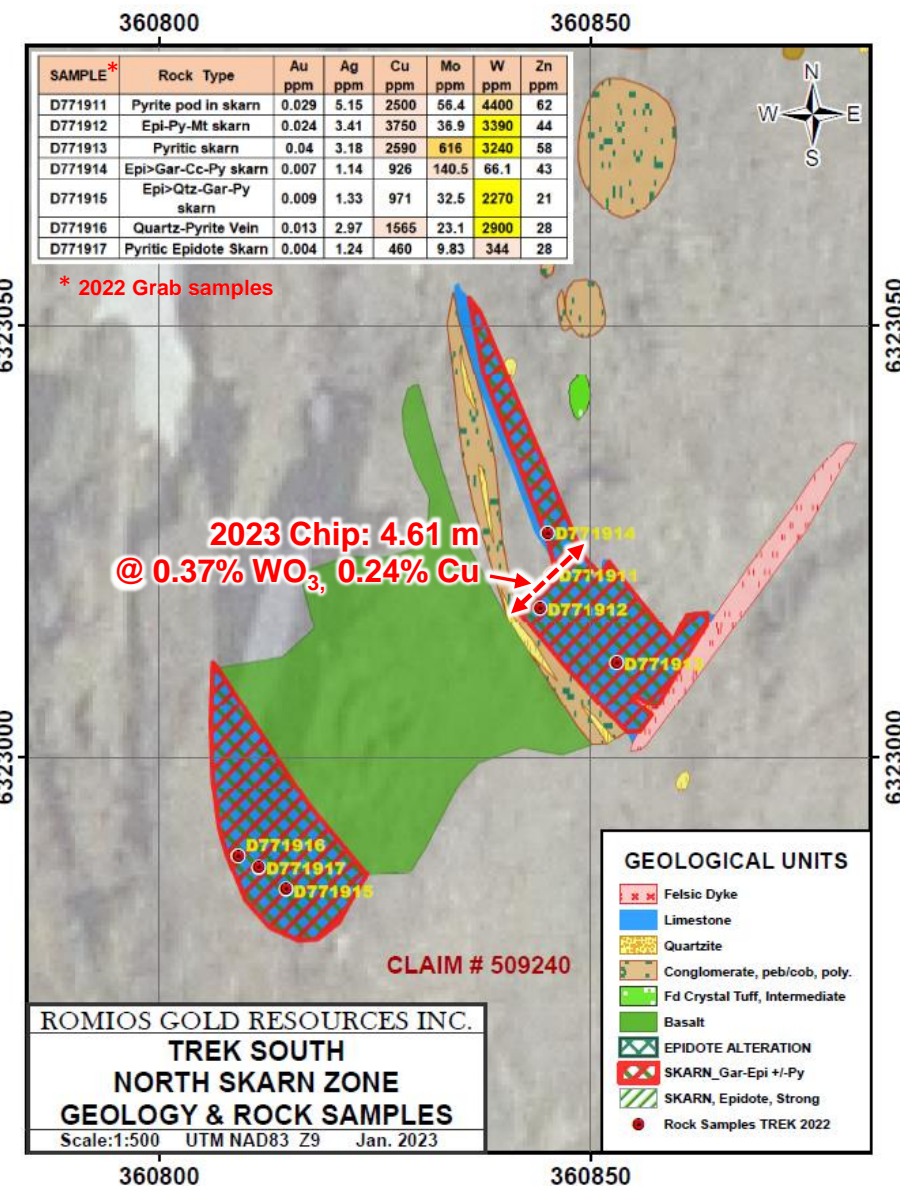 360800 360850
SAMPLE* Rock Type Au ppm Ag ppm Cu ppm Mo ppm W ppm Zn ppm
D771911 Pyrite pod in skarn 0.029 5.15 2500 56.4 4400 62
D771912 Epi-Py-Mt skarn 0.024 3.41 3750 36.9 3390 44
D771913 Pyritic skarn 0.04 3.18 2590 616 3240 58
D771914 Epi>Gar-Cc-Py skarn 0.007 1.14 926 140.5 66.1 43
D771915 Epi>Qtz-Gar-Py skarn 0.009 1.33 971 32.5 2270 21
D771916 Quartz-Pyrite Vein 0.013 2.97 1565 23.1 2900 28
D771917 Pyritic Epidote Skarn 0.004 1.24 460 9.83 344 28
* 2022 Grab samples
N
W E
S
6323050 6323050
2023 Chip: 4.61 m
@ 0.37% WO3, 0.24% Cu
D771914
D771911
D771912
D771913
6323000 6323000
D771916
D771917
D771915
CLAIM # 509240
GEOLOGICAL UNITS
Felsic Dyke
Limestone
Quartzite
Conglomerate, peb/cob, poly.
Fd Crystal Tuff, Intermediate
Basalt
EPIDOTE ALTERATION
SKARN_Gar-Epi +/-Py
SKARN, Epidote, Strong
Rock Samples TREK 2022
ROMIOS GOLD RESOURCES INC.
TREK SOUTH
NORTH SKARN ZONE
GEOLOGY & ROCK SAMPLES
Scale:1:500 UTM NAD83 Z9 Jan. 2023
360800 360850